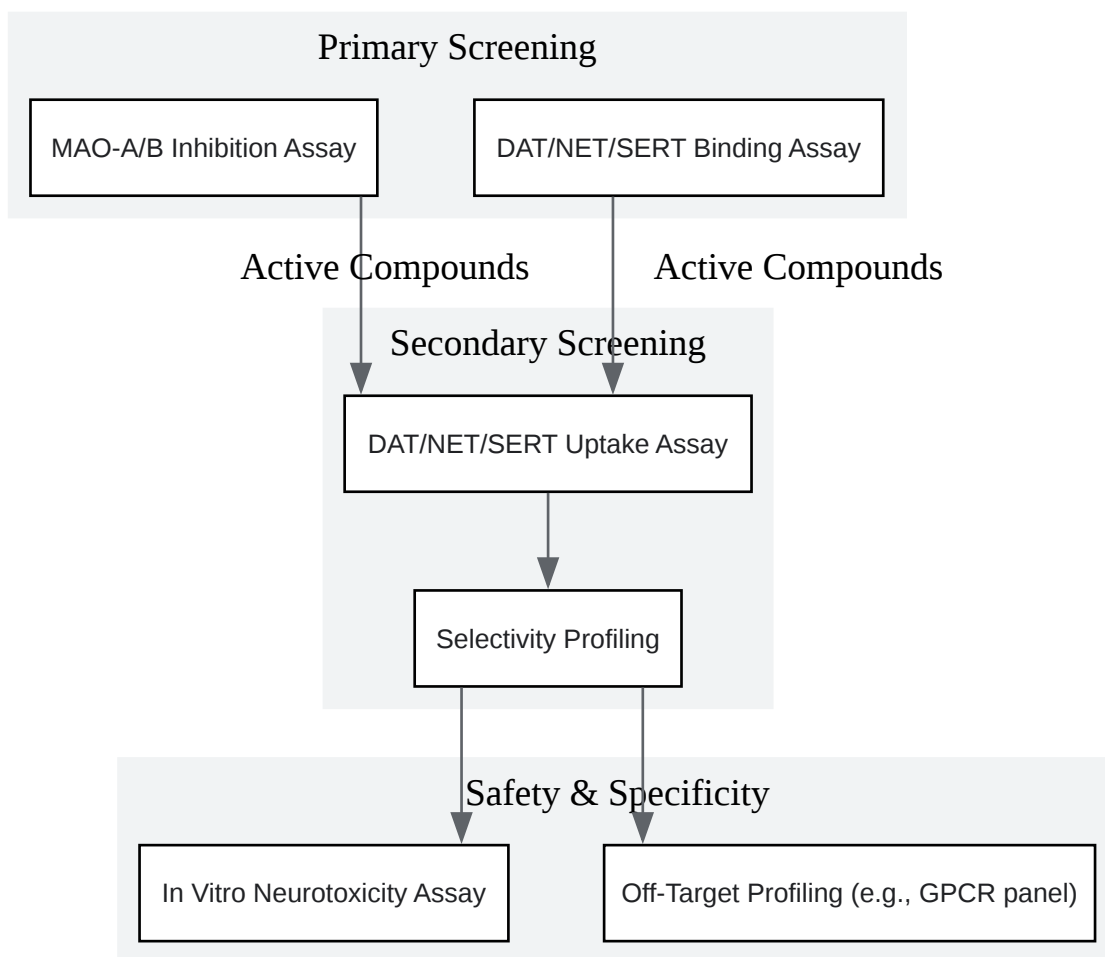 Primary Screening
MAO-A/B Inhibition Assay
DAT/NET/SERT Binding Assay
Active Compounds
Active Compounds
Secondary Screening
DAT/NET/SERT Uptake Assay
Selectivity Profiling
Safety & Specificity
In Vitro Neurotoxicity Assay
Off-Target Profiling (e.g., GPCR panel)